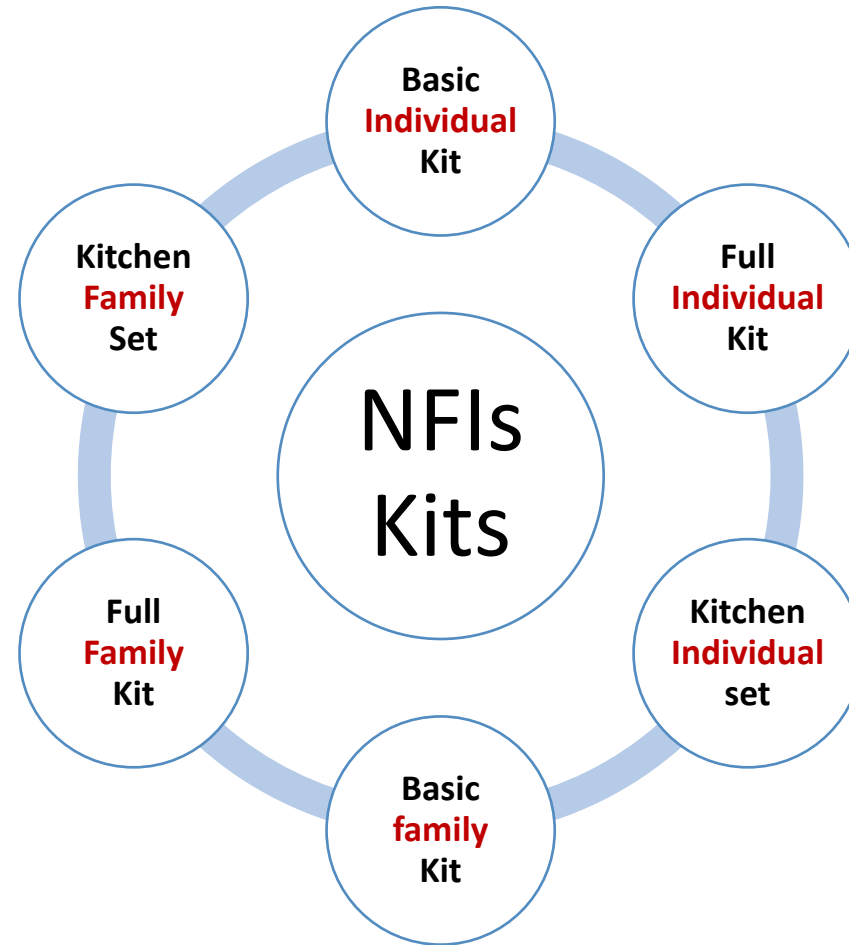 Basic
Individual
Kit
Full
Individual
Kit
Kitchen
Individual
set
Basic
family
Kit
Full
Family
Kit
Kitchen
Family
Set
NFIs
Kits